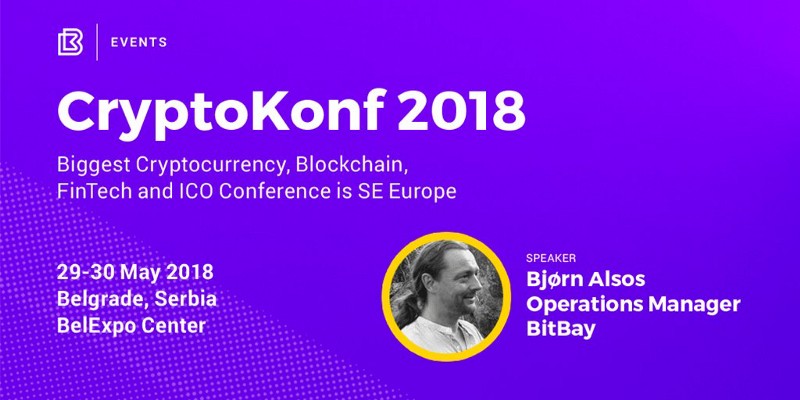 EVENTS
CryptoKonf 2018
Biggest Cryptocurrency, Blockchain,
FinTech and ICO Conference is SE Europe
29-30 May 2018
Belgrade, Serbia
BelExpo Center
SPEAKER
Bjørn Alsos
Operations Manager
BitBay